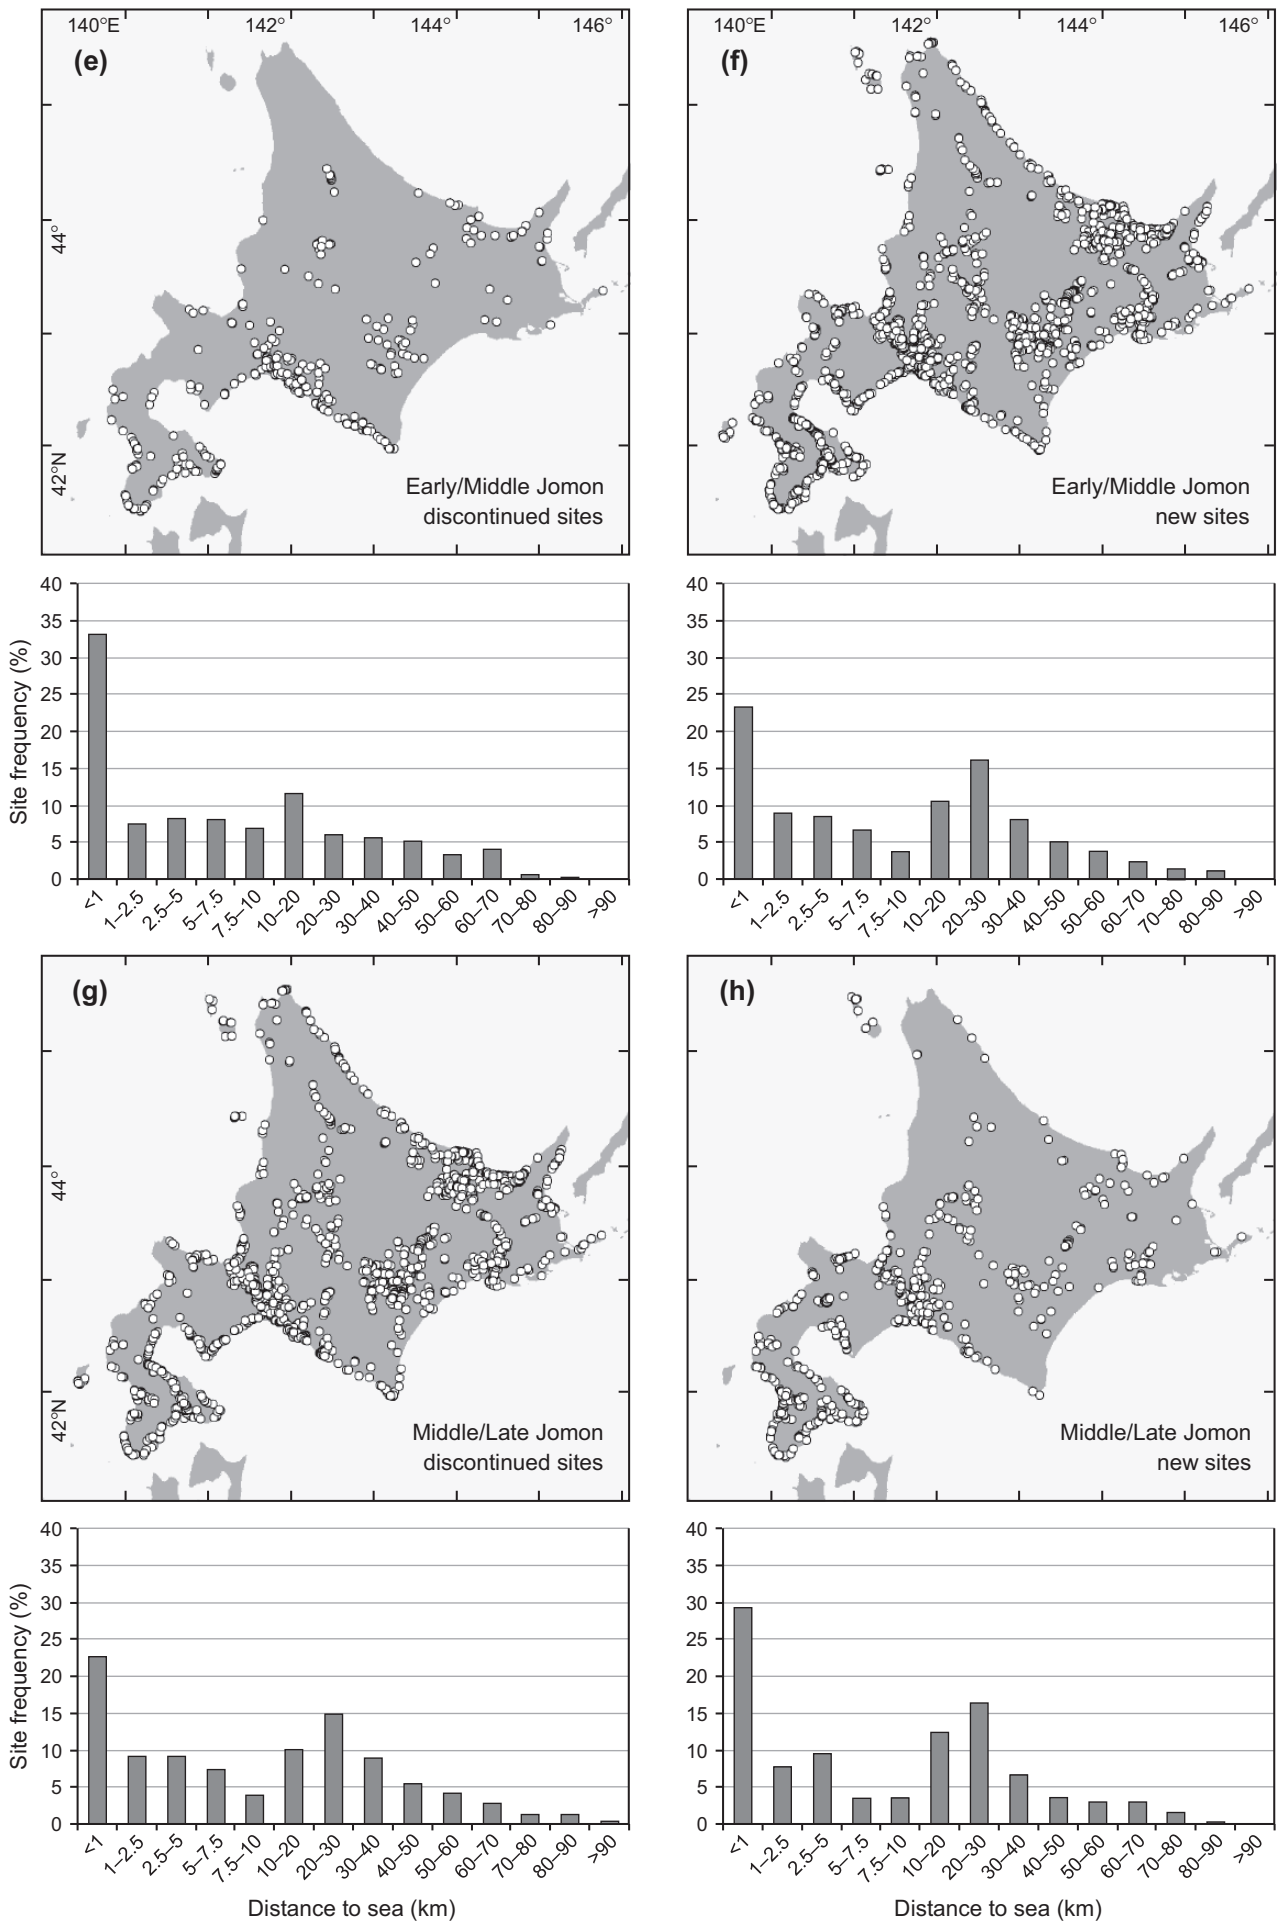 140°E 142° 144° 146°
(e)
44°
42°N
Early/Middle Jomon
discontinued sites
140°E 142° 144° 146°
(f)
Early/Middle Jomon
new sites
Site frequency (%)
40
35
30
25
20
15
10
5
0
<1 1–2.5 2.5–5 5–7.5 7.5–10 10–20 20–30 30–40 40–50 50–60 60–70 70–80 80–90 >90
40
35
30
25
20
15
10
5
0
<1 1–2.5 2.5–5 5–7.5 7.5–10 10–20 20–30 30–40 40–50 50–60 60–70 70–80 80–90 >90
(g)
44°
42°N
Middle/Late Jomon
discontinued sites
(h)
Middle/Late Jomon
new sites
Site frequency (%)
40
35
30
25
20
15
10
5
0
<1 1–2.5 2.5–5 5–7.5 7.5–10 10–20 20–30 30–40 40–50 50–60 60–70 70–80 80–90 >90
Distance to sea (km)
40
35
30
25
20
15
10
5
0
<1 1–2.5 2.5–5 5–7.5 7.5–10 10–20 20–30 30–40 40–50 50–60 60–70 70–80 80–90 >90
Distance to sea (km)